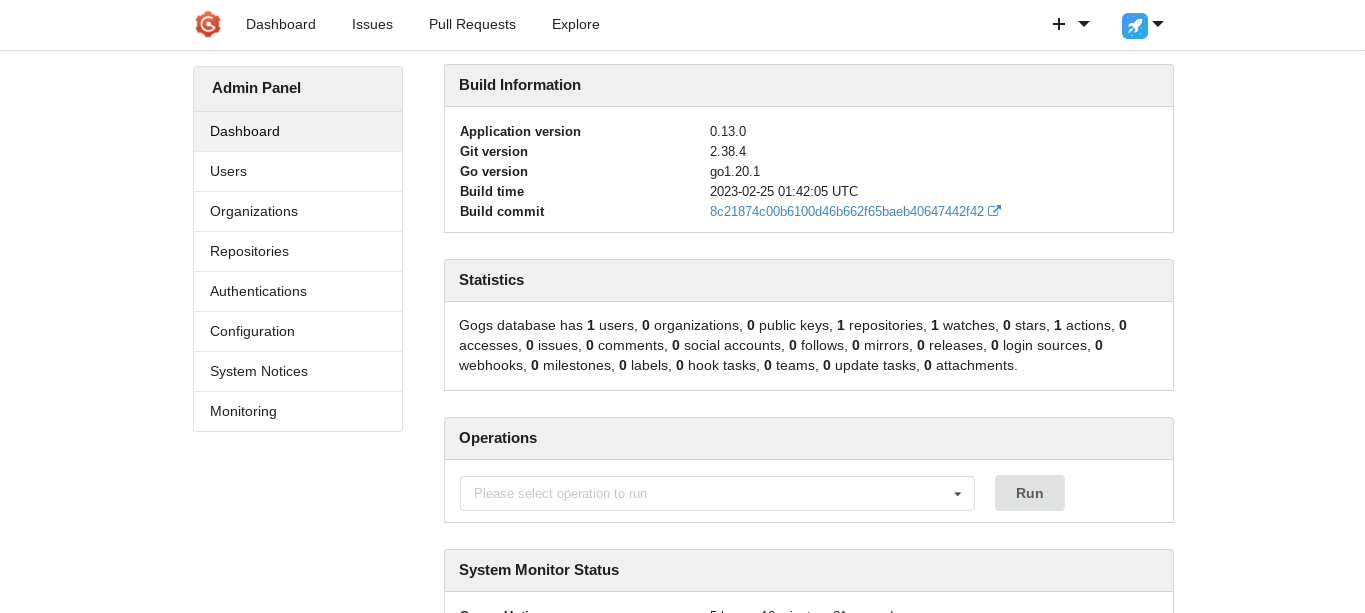 Dashboard Issues Pull Requests Explore
Admin Panel
Dashboard
Users
Organizations
Repositories
Authentications
Configuration
System Notices
Monitoring
Build Information
Application version 0.13.0
Git version 2.38.4
Go version go1.20.1
Build time 2023-02-25 01:42:05 UTC
Build commit 8c21874c00b6100d46b662f65baeb40647442f42
Statistics
Gogs database has 1 users, 0 organizations, 0 public keys, 1 repositories, 1 watches, 0 stars, 1 actions, 0
accesses, 0 issues, 0 comments, 0 social accounts, 0 follows, 0 mirrors, 0 releases, 0 login sources, 0
webhooks, 0 milestones, 0 labels, 0 hook tasks, 0 teams, 0 update tasks, 0 attachments.
Operations
Please select operation to run Run
System Monitor Status